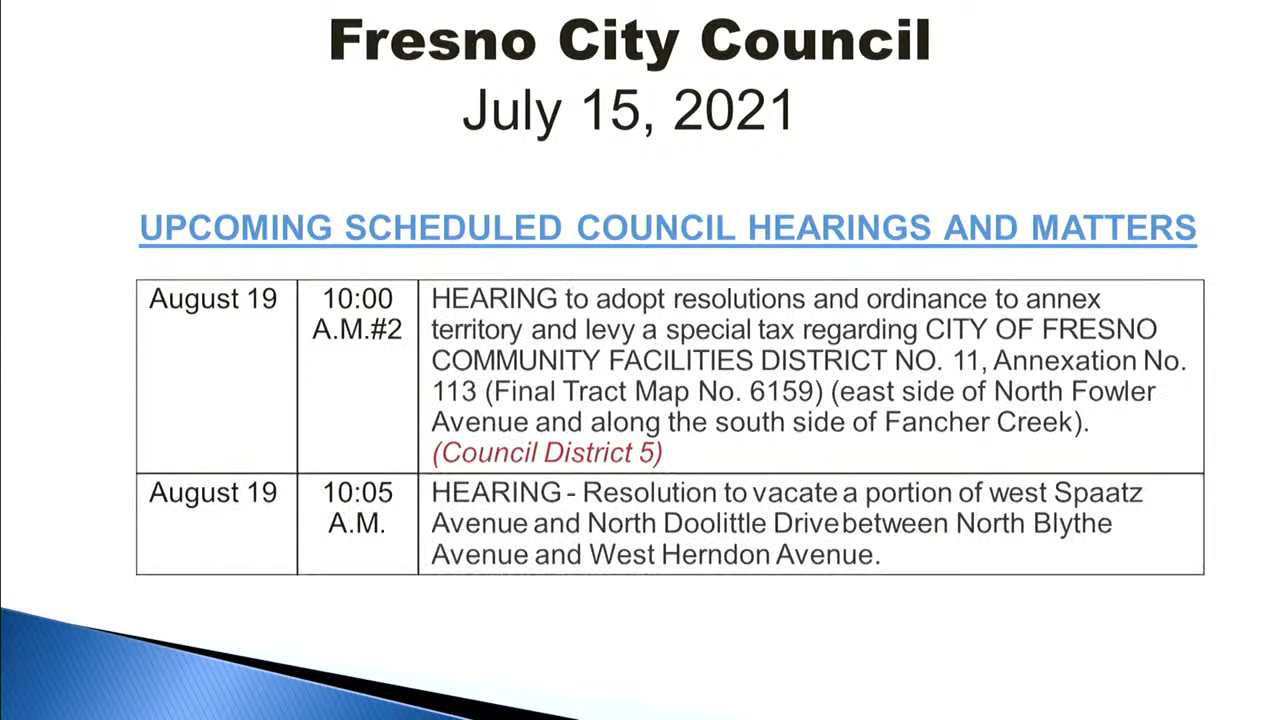 Fresno City Council
July 15, 2021
UPCOMING SCHEDULED COUNCIL HEARINGS AND MATTERS
August 19
10:00
A.M.#2
HEARING to adopt resolutions and ordinance to annex
territory and levy a special tax regarding CITY OF FRESNO
COMMUNITY FACILITIES DISTRICT NO. 11, Annexation No.
113 (Final Tract Map No. 6159) (east side of North Fowler
Avenue and along the south side of Fancher Creek).
(Council District 5)
August 19
10:05
A.M.
HEARING - Resolution to vacate a portion of west Spaatz
Avenue and North Doolittle Drive between North Blythe
Avenue and West Herndon Avenue.